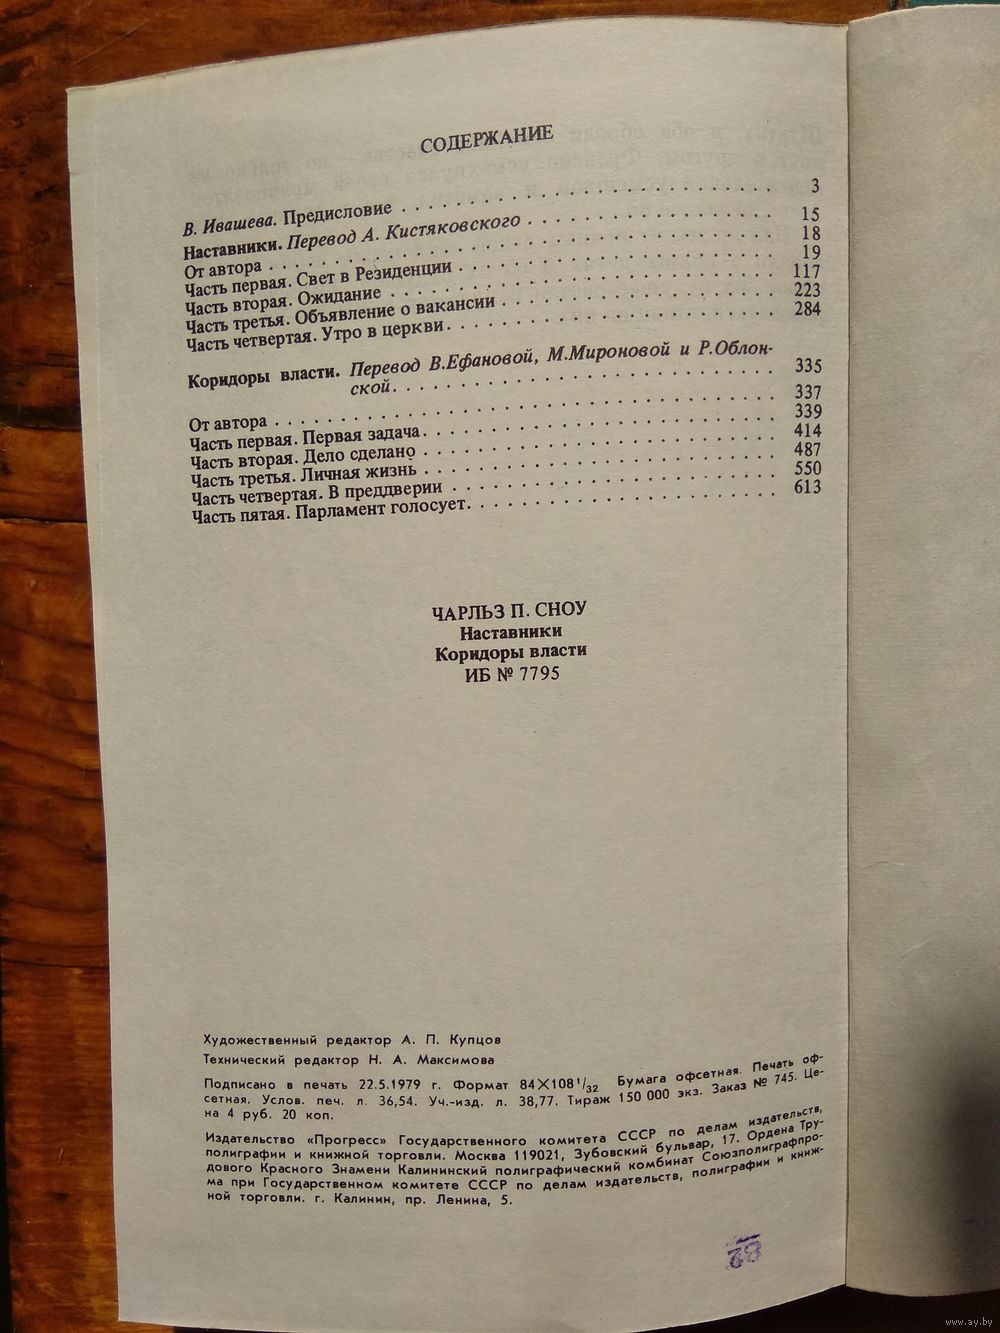 СОДЕРЖАНИЕ
В. Ивашева. Предисловие . . . . . . . . . . . . . . . . . . . . 3
Наставники. Перевод А. Кистяковского . . . . . . . . . . . . . 15
От автора . . . . . . . . . . . . . . . . . . . . . . . . . . . 18
Часть первая. Свет в Резиденции . . . . . . . . . . . . . . . . 19
Часть вторая. Ожидание . . . . . . . . . . . . . . . . . . . . 117
Часть третья. Объявление о вакансии . . . . . . . . . . . . . . 223
Часть четвертая. Утро в церкви. . . . . . . . . . . . . . . . . 284
Коридоры власти. Перевод В.Ефановой, М.Мироновой и Р.Облон-
ской. . . . . . . . . . . . . . . . . . . . . . . 335
От автора . . . . . . . . . . . . . . . . . . . . . . . . . . . 337
Часть первая. Первая задача. . . . . . . . . . . . . . . . . . 339
Часть вторая. Дело сделано . . . . . . . . . . . . . . . . . . 414
Часть третья. Личная жизнь . . . . . . . . . . . . . . . . . . 487
Часть четвертая. В преддверии . . . . . . . . . . . . . . . . . 550
Часть пятая. Парламент голосует. . . . . . . . . . . . . . . . 613
ЧАРЛЬЗ П. СНОУ
Наставники
Коридоры власти
ИБ № 7795
Художественный редактор А. П. Купцов
Технический редактор Н. А. Максимова
Подписано в печать 22.5.1979 г. Формат 84×108 1/32 Бумага офсетная. Печать оф-
сетная. Услов. печ. л. 36,54. Уч.-изд. л. 38,77. Тираж 150 000 экз. Заказ № 745. Це-
на 4 руб. 20 коп.
Издательство «Прогресс» Государственного комитета СССР по делам издательств,
полиграфии и книжной торговли. Москва 119021, Зубовский бульвар, 17. Ордена Тру-
дового Красного Знамени Калининский полиграфический комбинат Союзполиграфпро-
ма при Государственном комитете СССР по делам издательств, полиграфии и книж-
ной торговли. г. Калинин, пр. Ленина, 5.
www.ay.by